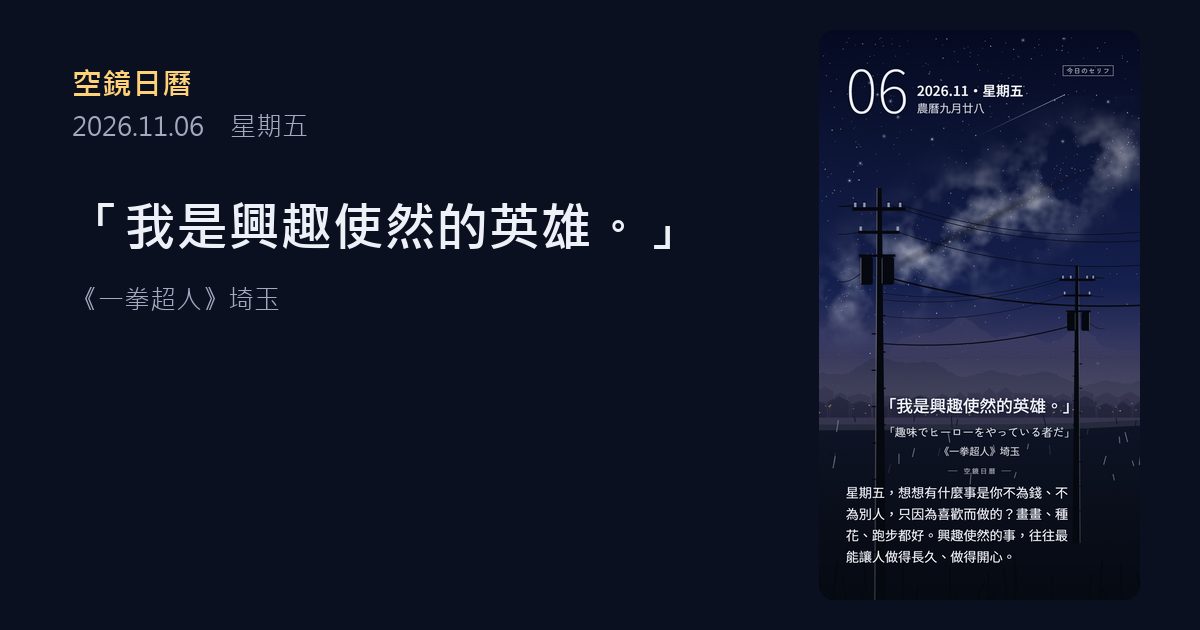 空鏡日曆
2026.11.06 星期五
「我是興趣使然的英雄。」
《一拳超人》埼玉
今日のセリフ
06
2026.11・星期五
農曆九月廿八
「我是興趣使然的英雄。」
「趣味でヒーローをやっている者だ」
《一拳超人》埼玉
— 空鏡日曆 —
星期五，想想有什麼事是你不為錢、不
為別人，只因為喜歡而做的？畫畫、種
花、跑步都好。興趣使然的事，往往最
能讓人做得長久、做得開心。